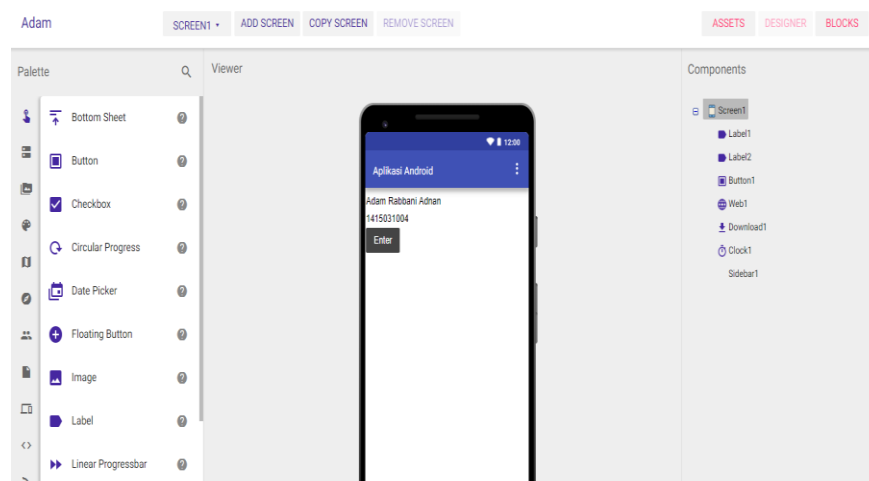 Adam SCREEN1 ADD SCREEN COPY SCREEN REMOVE SCREEN ASSETS DESIGNER BLOCKS
Palette
Bottom Sheet
Button
Checkbox
Circular Progress
Date Picker
Floating Button
Image
Label
Linear Progressbar
Viewer
12:00
Aplikasi Android
Adam Rabbani Adnan
1415031004
Enter
Components
Screen1
Label1
Label2
Button1
Web1
Download1
Clock1
Sidebar1